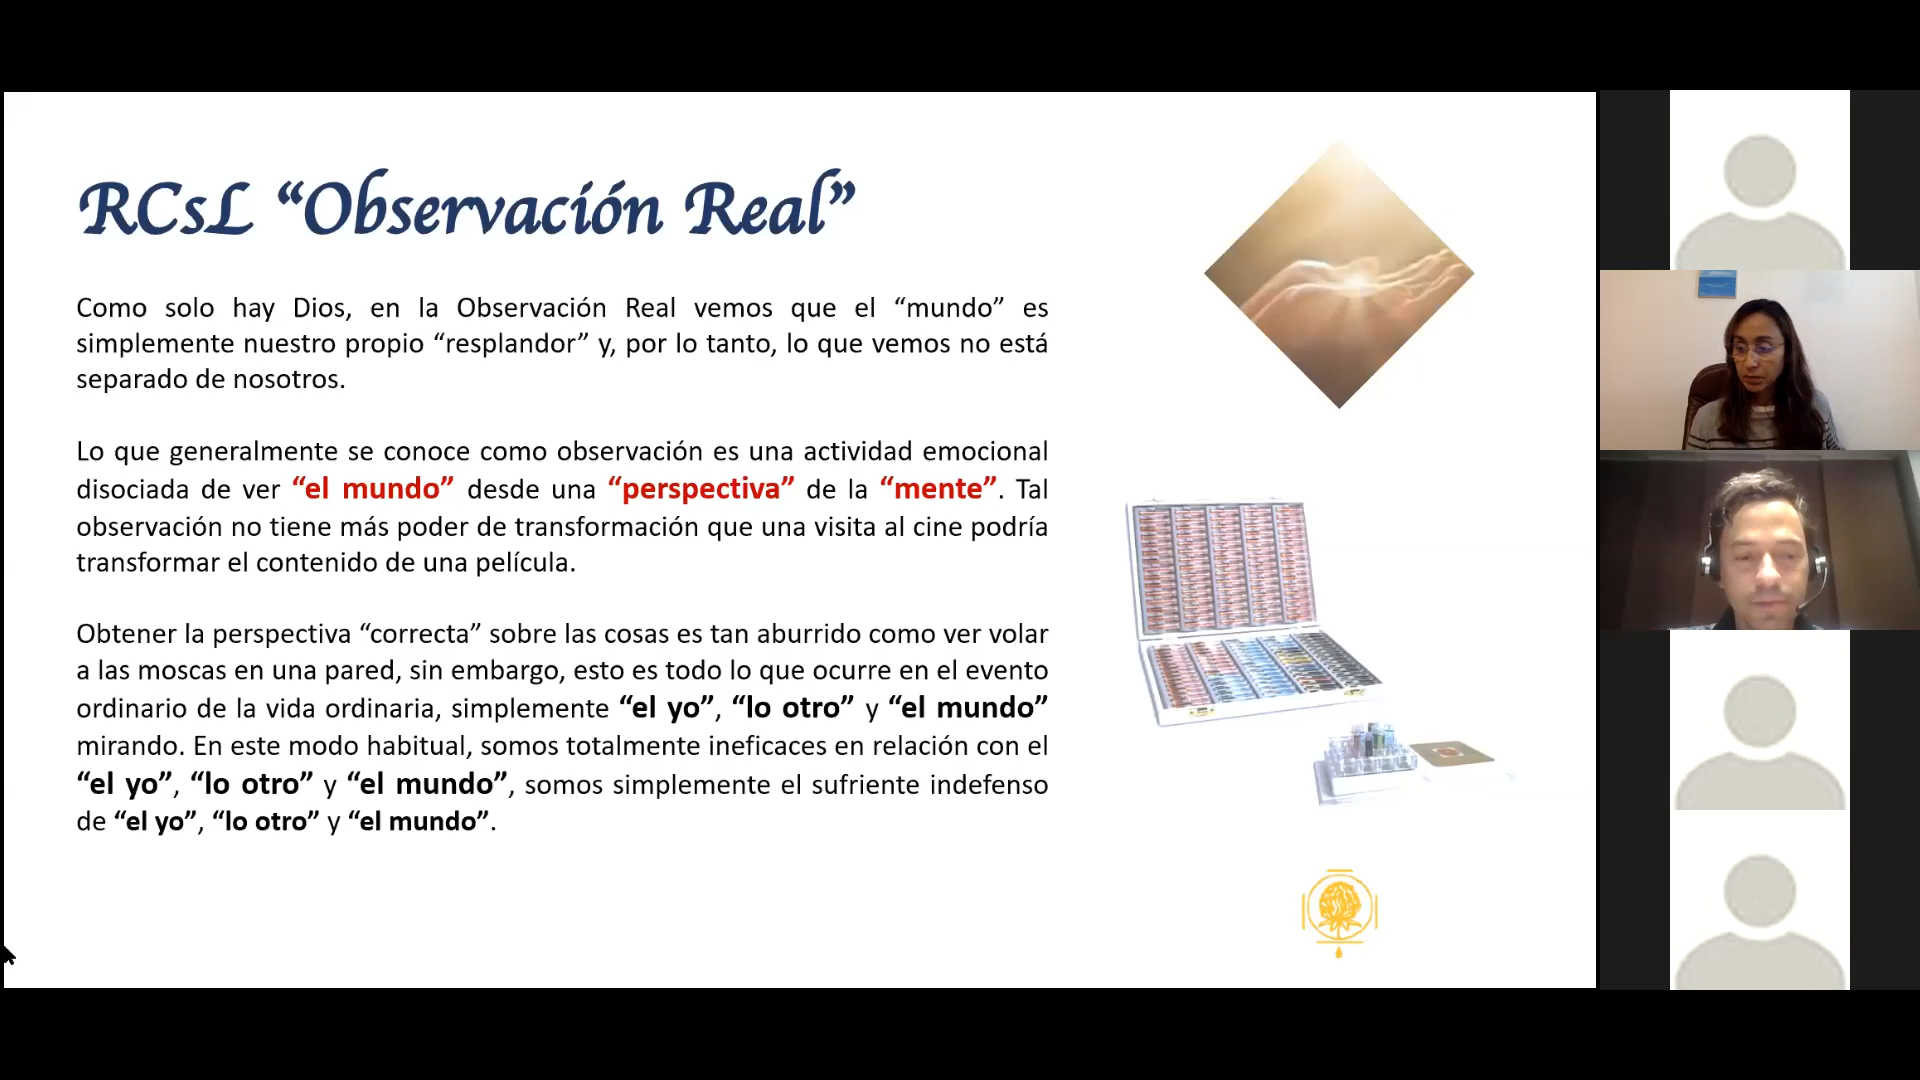 RCsL “Observación Real”
Como solo hay Dios, en la Observación Real vemos que el “mundo” es
simplemente nuestro propio “resplandor” y, por lo tanto, lo que vemos no está
separado de nosotros.
Lo que generalmente se conoce como observación es una actividad emocional
disociada de ver “el mundo” desde una “perspectiva” de la “mente”. Tal
observación no tiene más poder de transformación que una visita al cine podría
transformar el contenido de una película.
Obtener la perspectiva “correcta” sobre las cosas es tan aburrido como ver volar
a las moscas en una pared, sin embargo, esto es todo lo que ocurre en el evento
ordinario de la vida ordinaria, simplemente “el yo”, “lo otro” y “el mundo”
mirando. En este modo habitual, somos totalmente ineficaces en relación con el
“el yo”, “lo otro” y “el mundo”, somos simplemente el sufriente indefenso
de “el yo”, “lo otro” y “el mundo”.